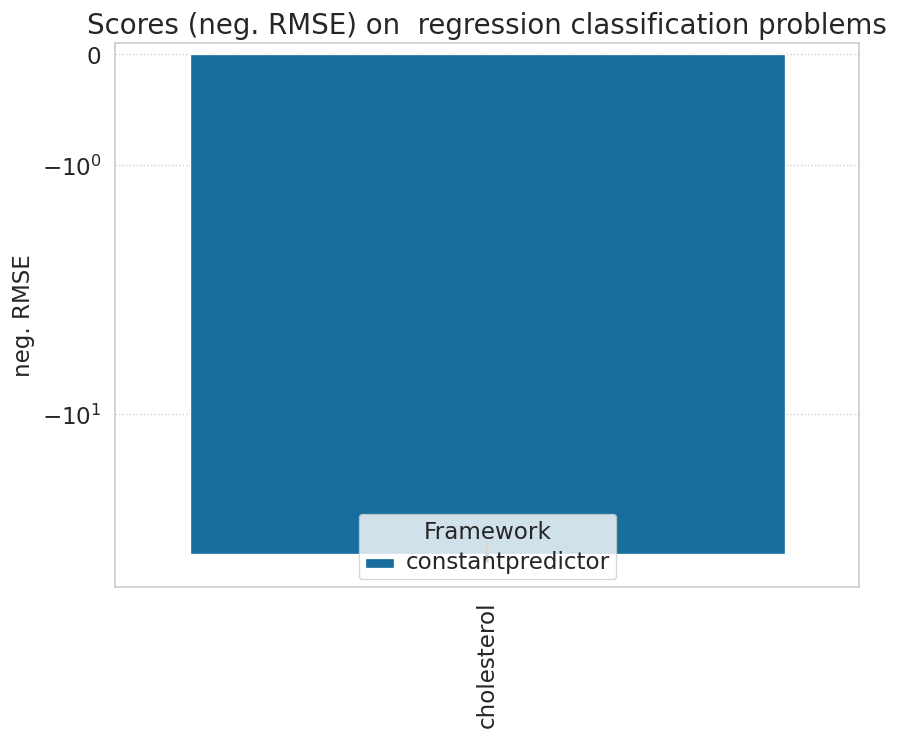 Scores (neg. RMSE) on  regression classification problems
0
−10⁰
−10¹
neg. RMSE
Framework
constantpredictor
cholesterol